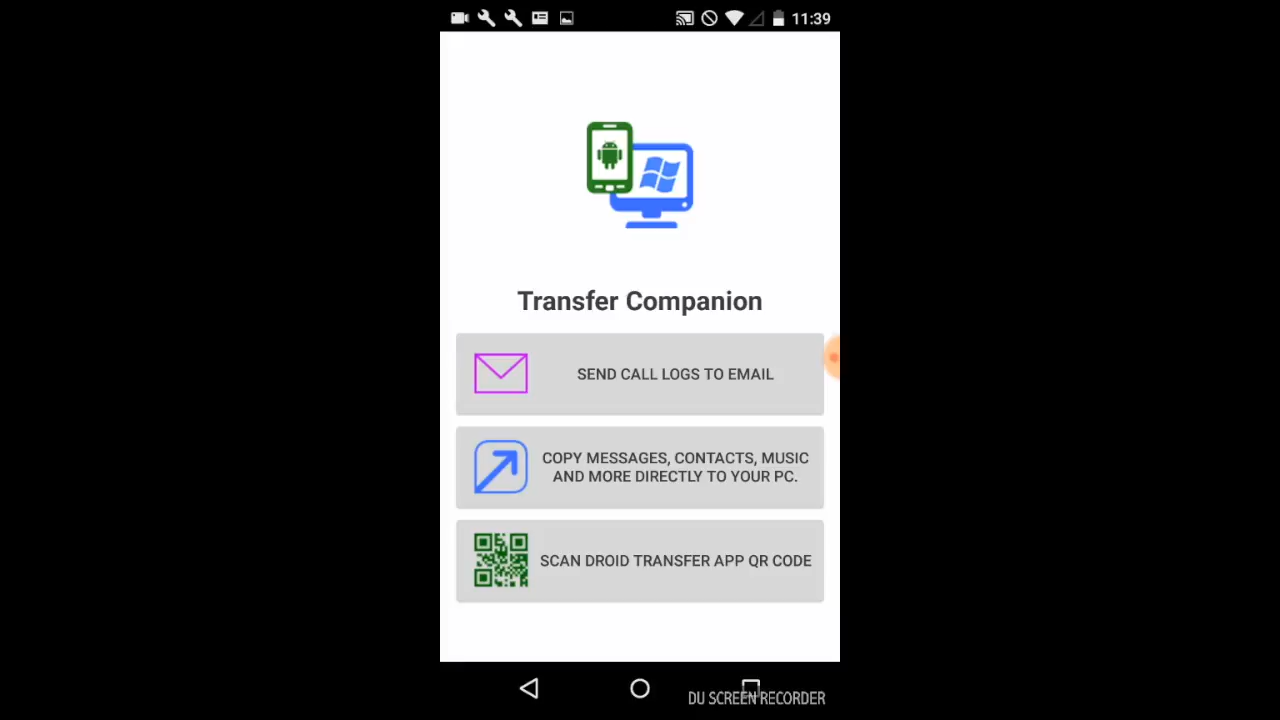 11:39
Transfer Companion
SEND CALL LOGS TO EMAIL
COPY MESSAGES, CONTACTS, MUSIC
AND MORE DIRECTLY TO YOUR PC.
SCAN DROID TRANSFER APP QR CODE
DU SCREEN RECORDER